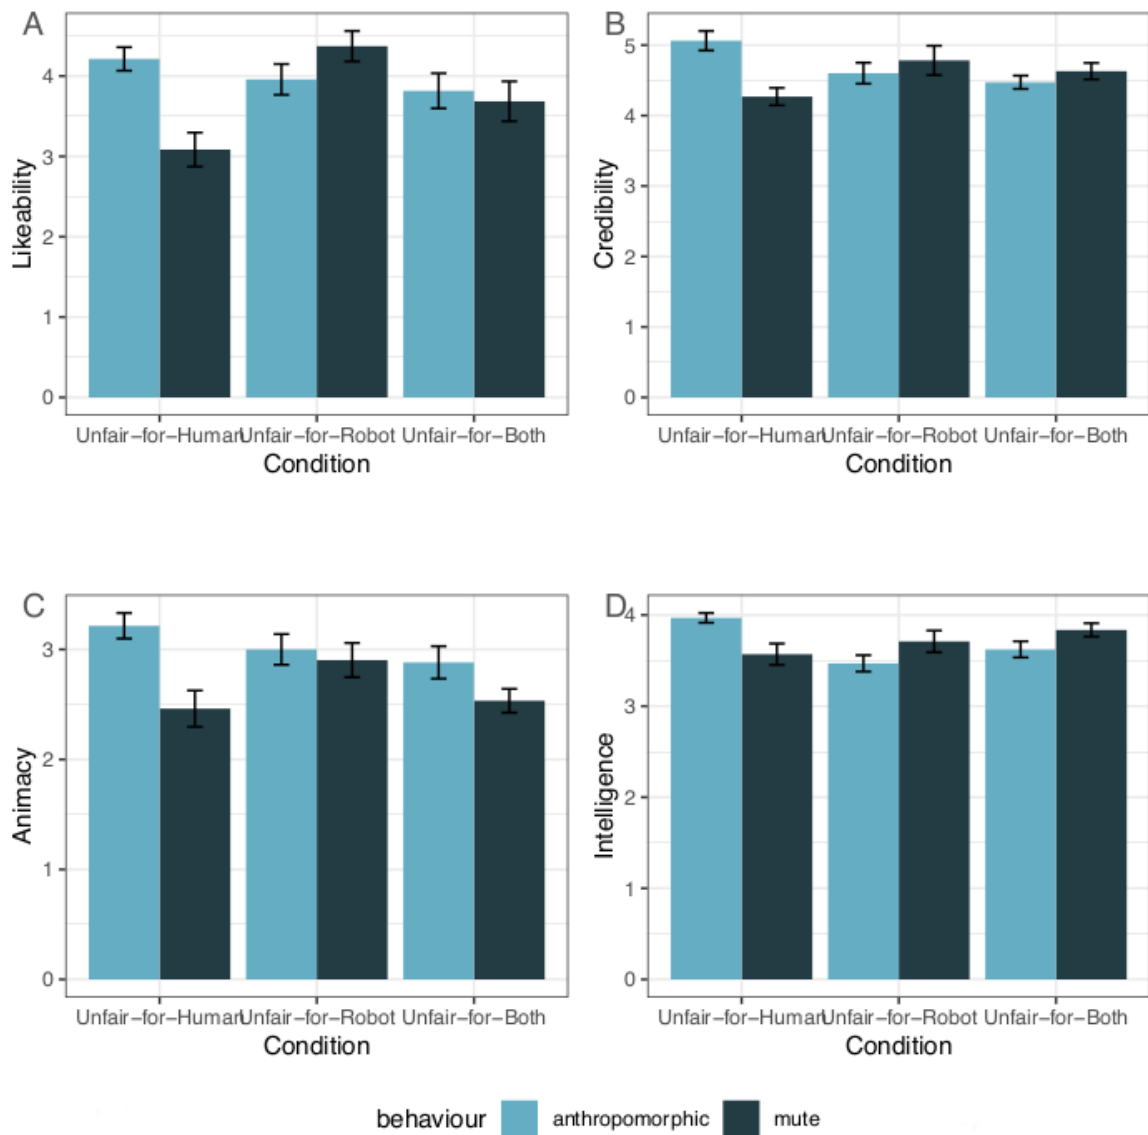 A
Likeability
4
3
2
1
0
Unfair−for−Human Unfair−for−Robot Unfair−for−Both
Condition
B
Credibility
5
4
3
2
1
0
Unfair−for−Human Unfair−for−Robot Unfair−for−Both
Condition
C
Animacy
3
2
1
0
Unfair−for−Human Unfair−for−Robot Unfair−for−Both
Condition
D
Intelligence
4
3
2
1
0
Unfair−for−Human Unfair−for−Robot Unfair−for−Both
Condition
behaviour anthropomorphic mute